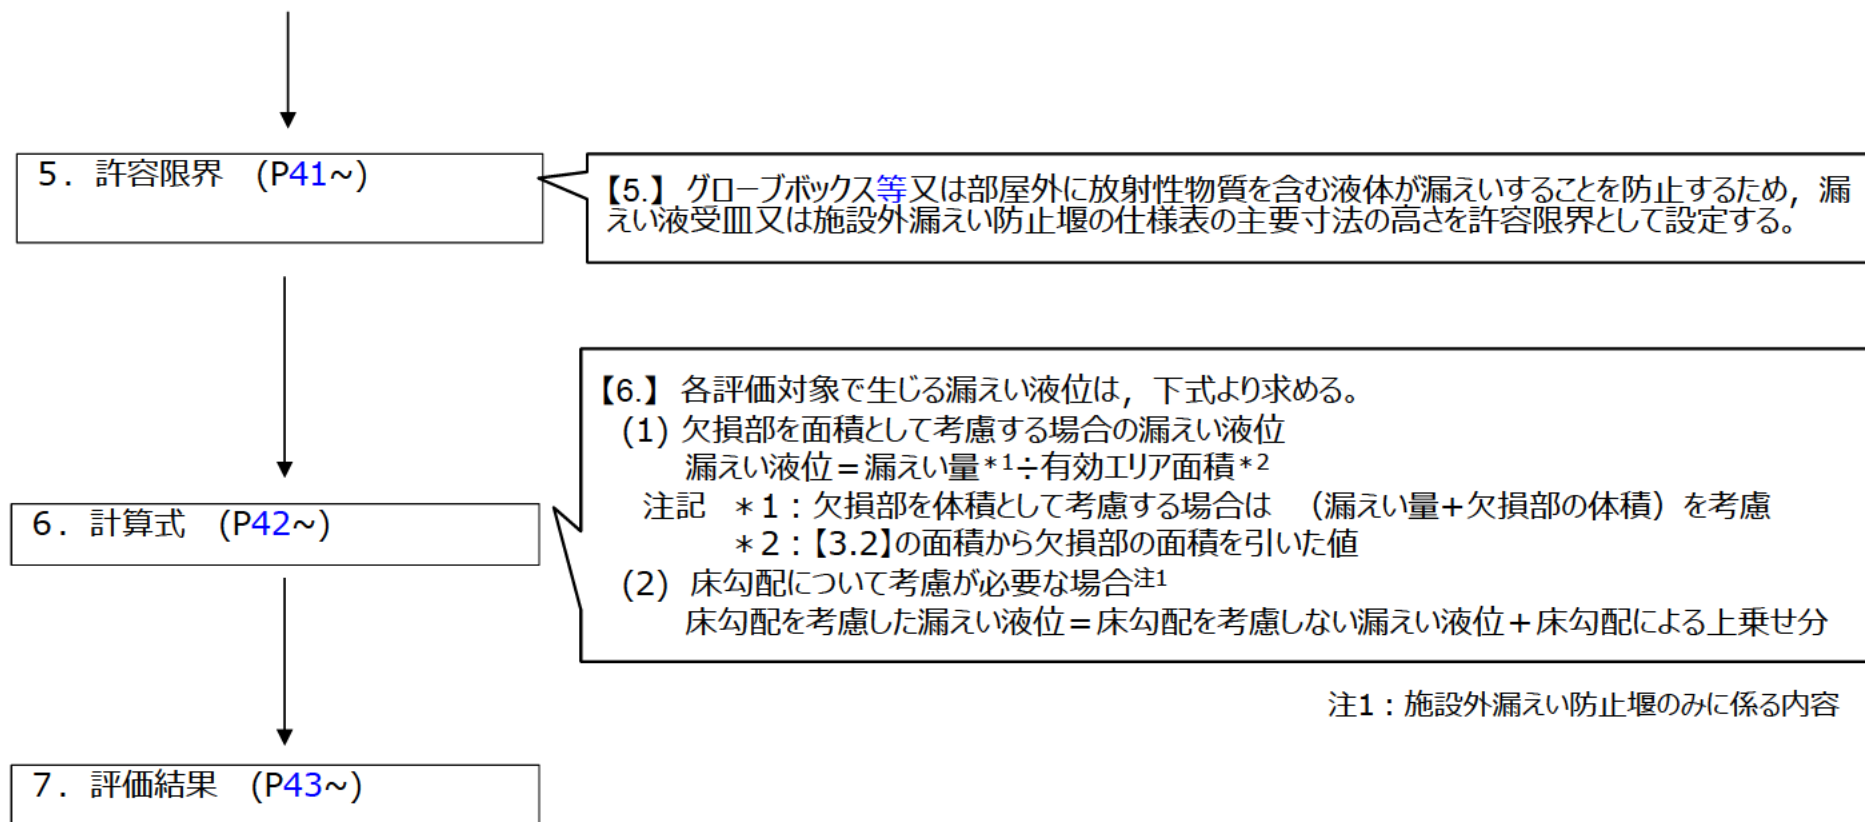 5. 許容限界 (P41~)
【5.】グローブボックス等又は部屋外に放射性物質を含む液体が漏えいすることを防止するため，漏
えい液受皿又は施設外漏えい防止堰の仕様表の主要寸法の高さを許容限界として設定する。
【6.】各評価対象で生じる漏えい液位は，下式より求める。
(1) 欠損部を面積として考慮する場合の漏えい液位
漏えい液位＝漏えい量＊1÷有効エリア面積＊2
注記 ＊1：欠損部を体積として考慮する場合は （漏えい量+欠損部の体積）を考慮
＊2：【3.2】の面積から欠損部の面積を引いた値
(2) 床勾配について考慮が必要な場合注1
床勾配を考慮した漏えい液位＝床勾配を考慮しない漏えい液位＋床勾配による上乗せ分
6．計算式 (P42~)
注1：施設外漏えい防止堰のみに係る内容
7．評価結果 (P43~)